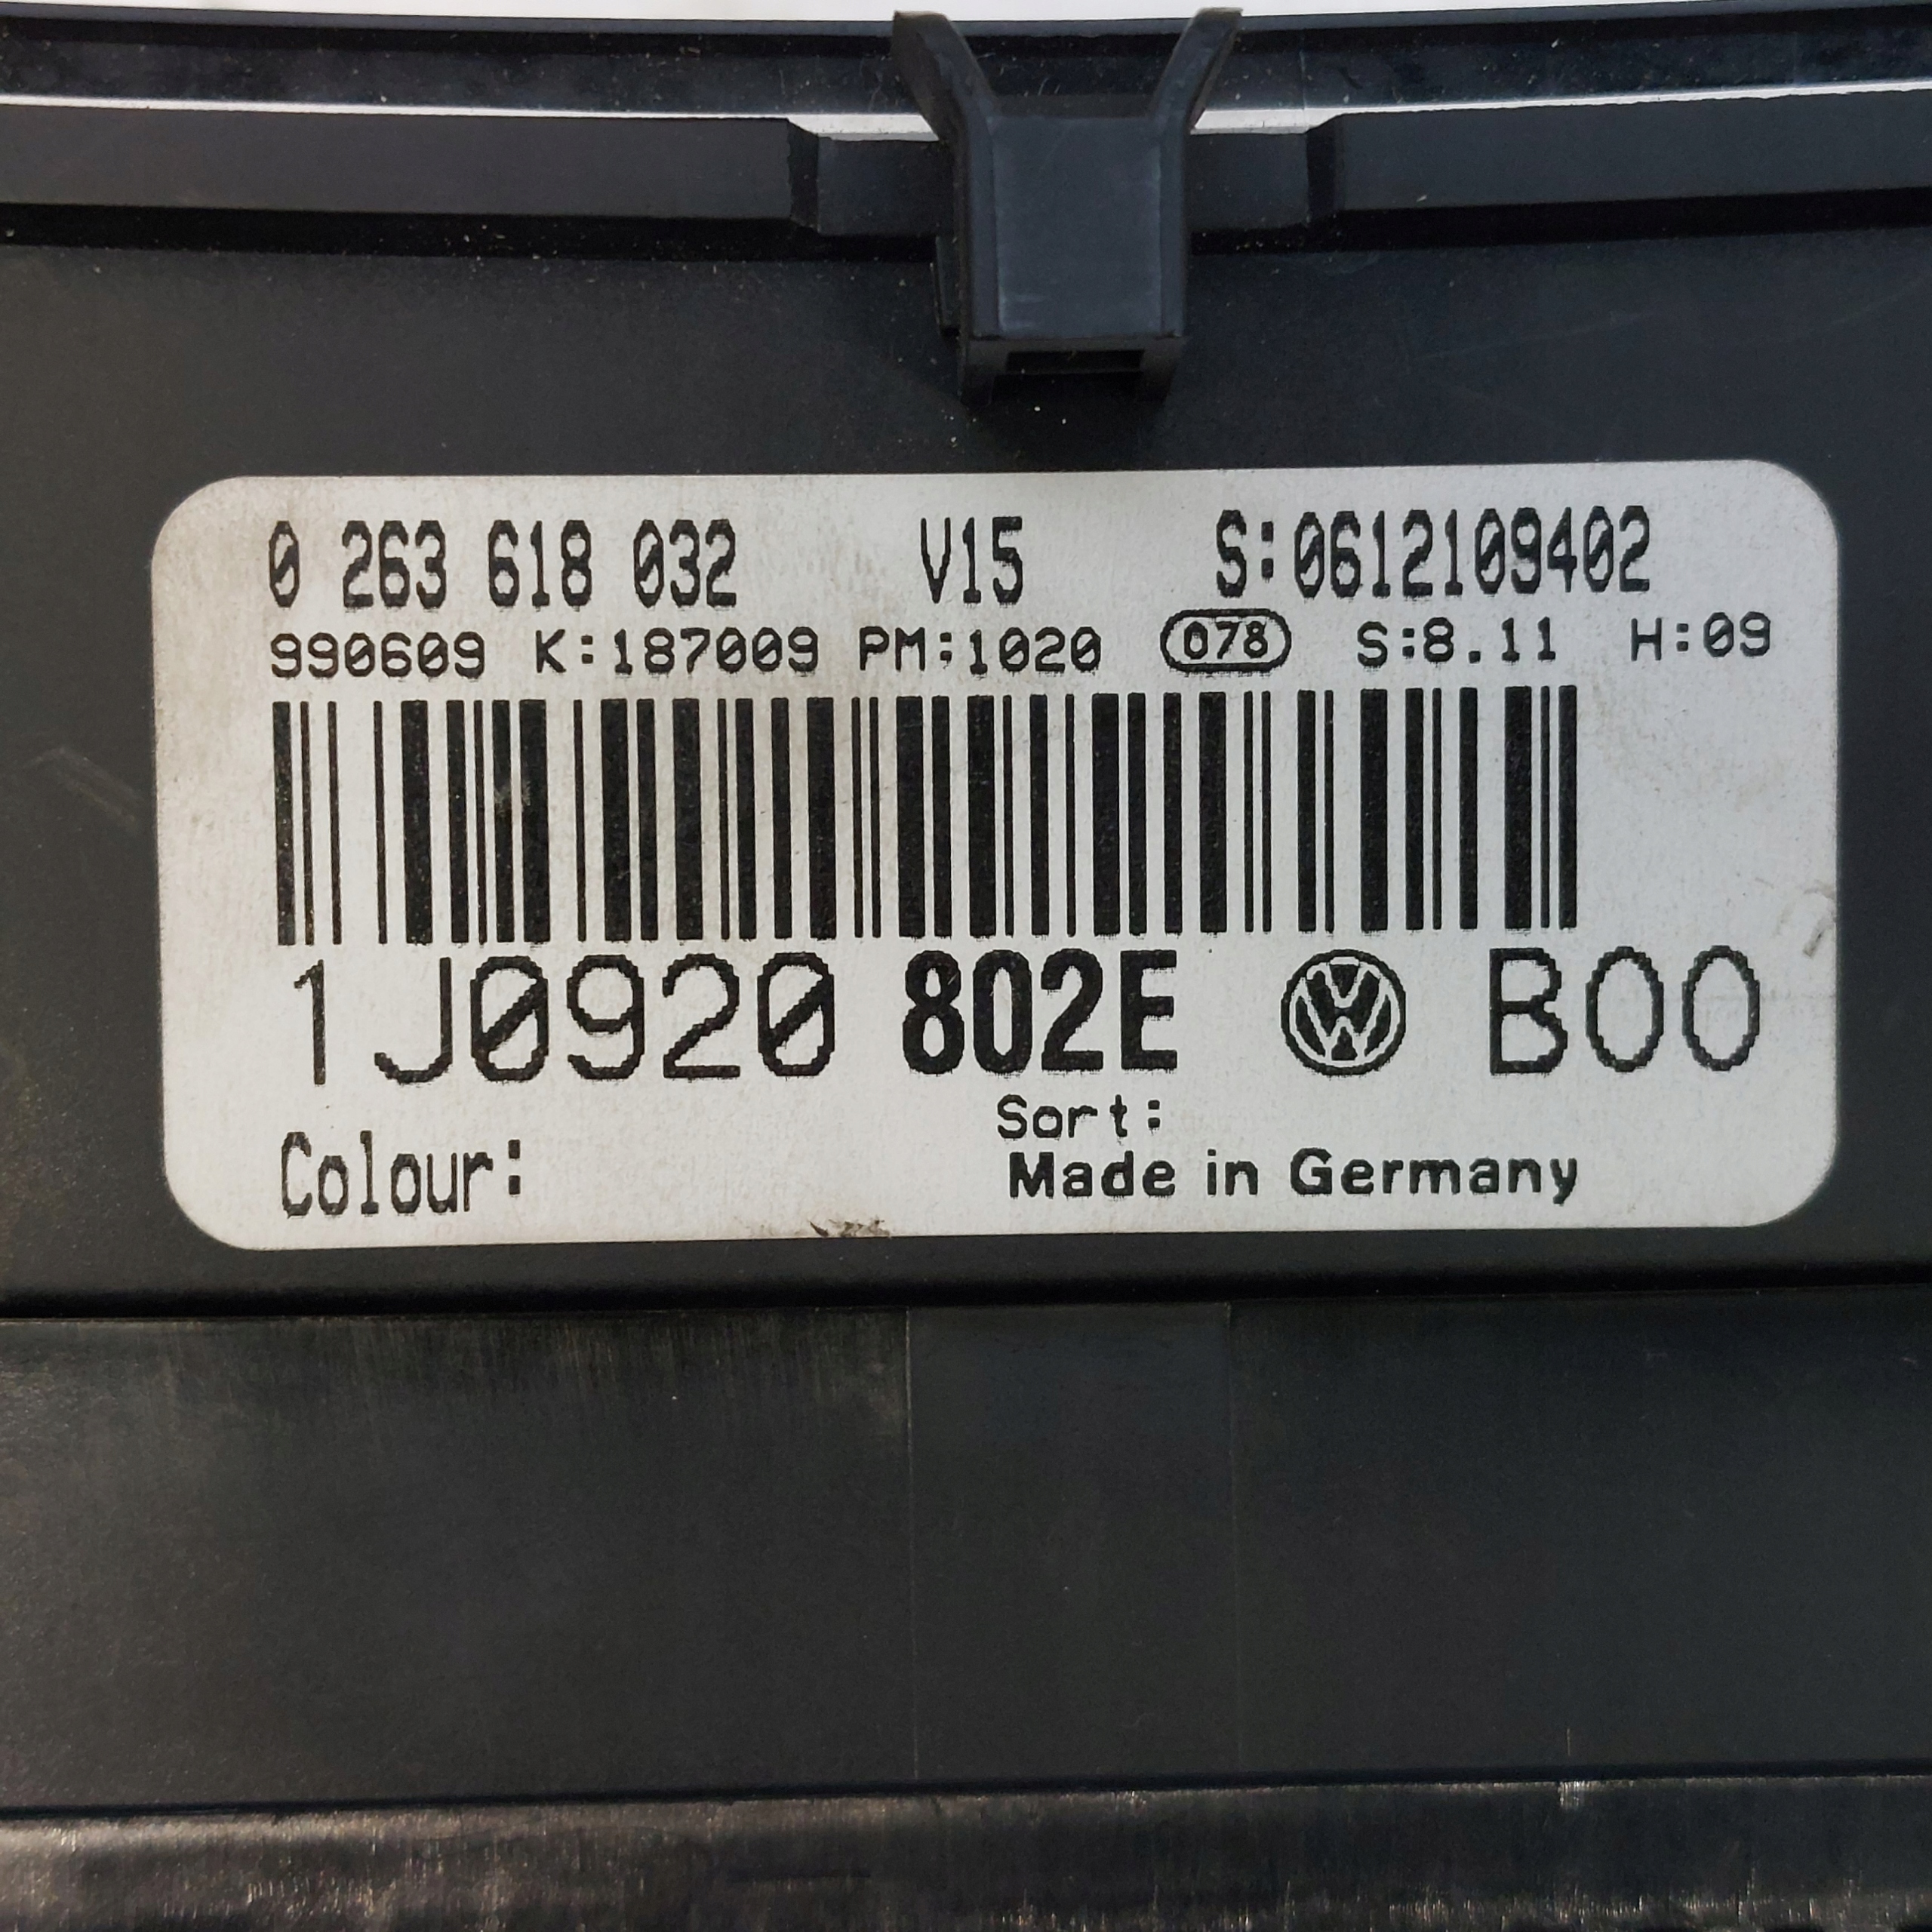 0 263 618 032 V15 S:0612109402
990609 K:187009 PM:1020 078 S:8.11 H:09
1J0920 802E VW B00
Sort:
Colour: Made in Germany